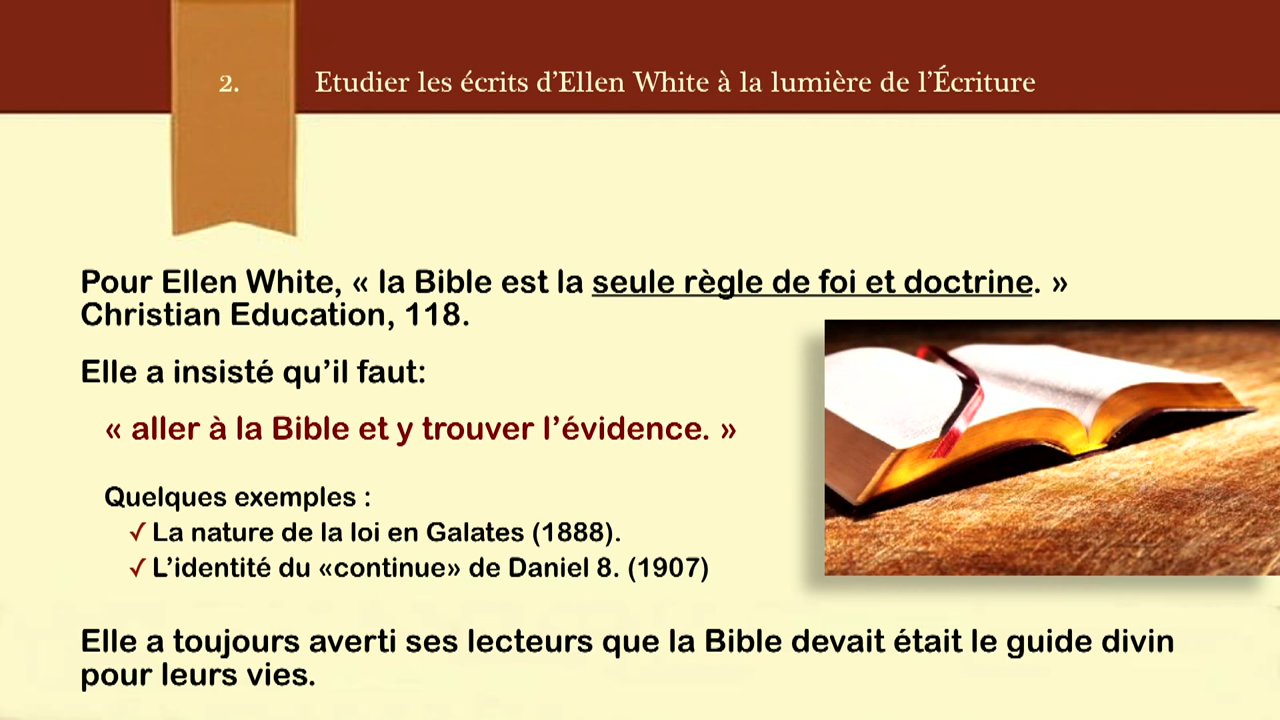 2.
Etudier les écrits d’Ellen White à la lumière de l’Écriture
Pour Ellen White, « la Bible est la seule règle de foi et doctrine. »
Christian Education, 118.
Elle a insisté qu’il faut:
« aller à la Bible et y trouver l’évidence. »
Quelques exemples :
✓ La nature de la loi en Galates (1888).
✓ L’identité du «continue» de Daniel 8. (1907)
Elle a toujours averti ses lecteurs que la Bible devait était le guide divin
pour leurs vies.